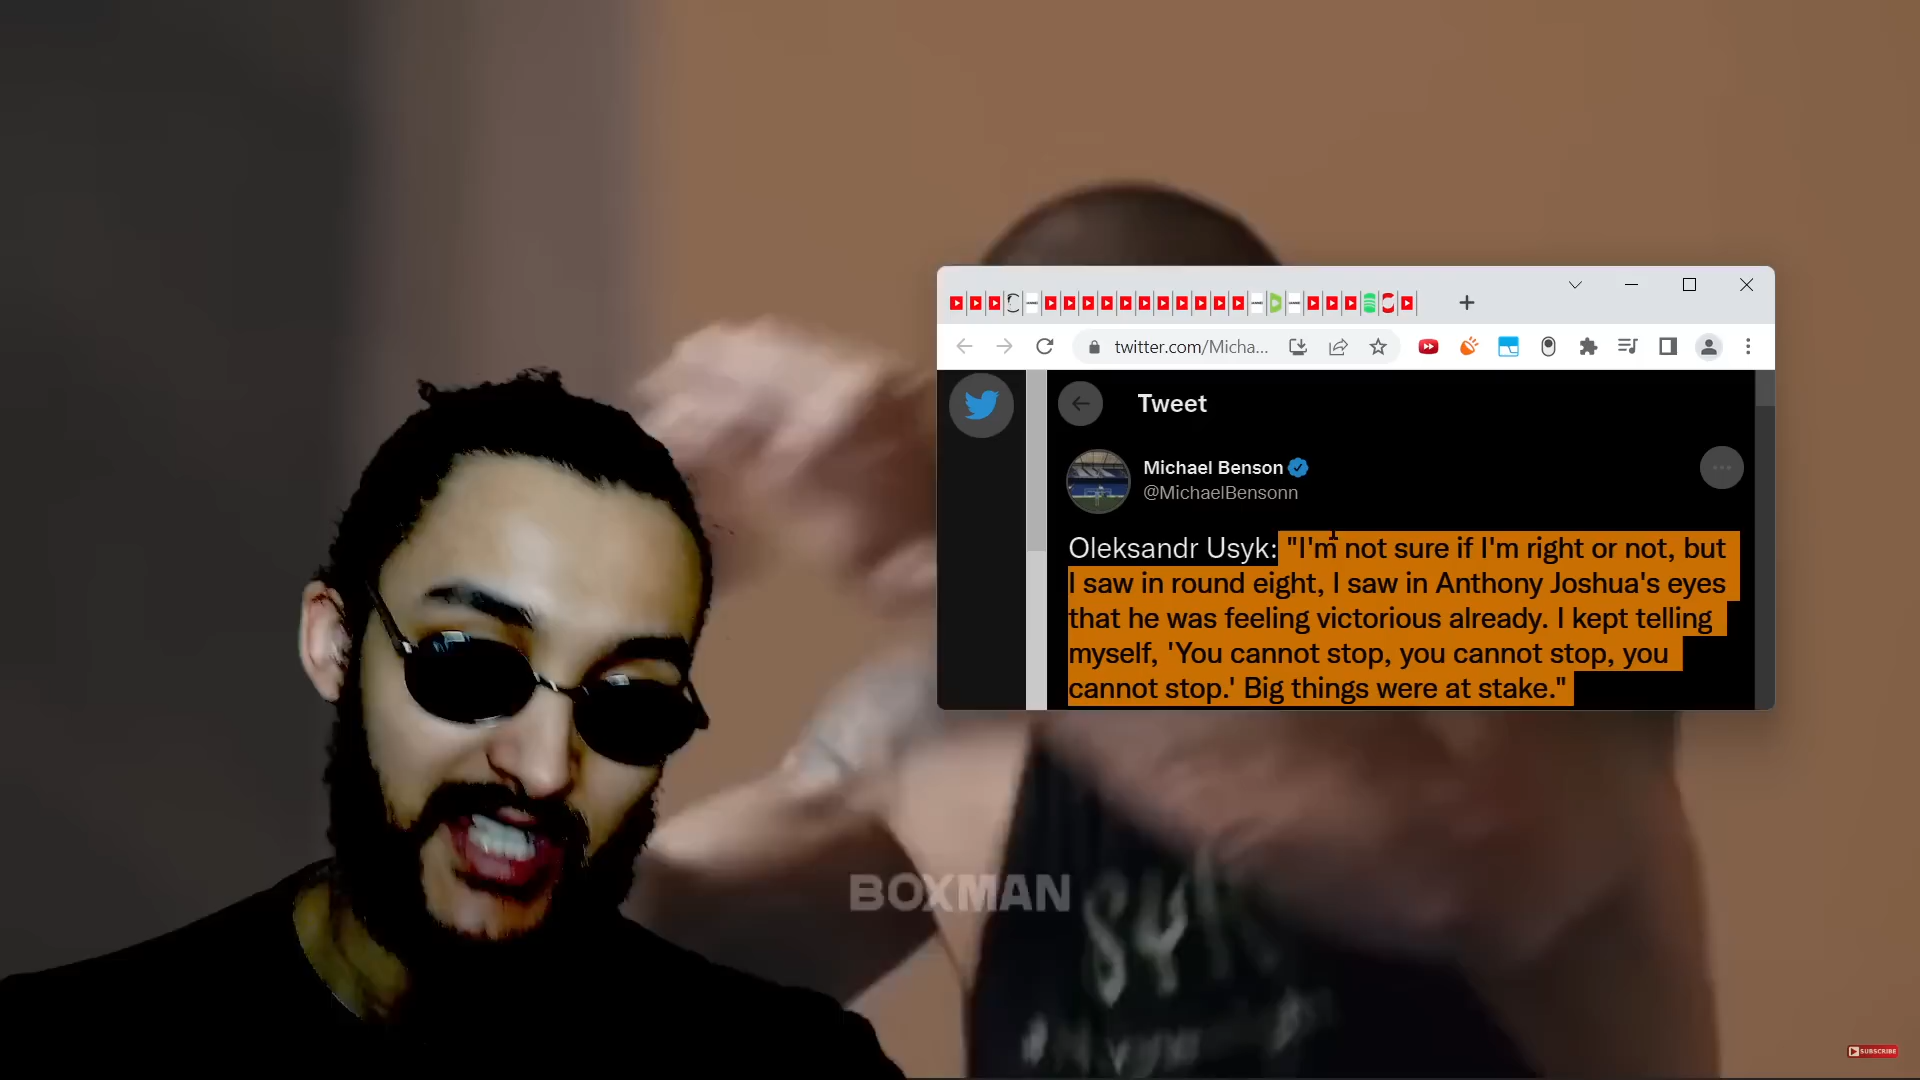 twitter.com/Micha...
Tweet
Michael Benson
@MichaelBensonn
Oleksandr Usyk: "I'm not sure if I'm right or not, but
I saw in round eight, I saw in Anthony Joshua's eyes
that he was feeling victorious already. I kept telling
myself, 'You cannot stop, you cannot stop, you
cannot stop.' Big things were at stake."
BOXMAN
SUBSCRIBE